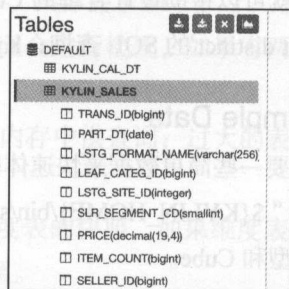 Tables
DEFAULT
KYLIN_CAL_DT
KYLIN_SALES
TRANS_ID(bigint)
PART_DT(date)
LSTG_FORMAT_NAME(varchar(256)
LEAF_CATEG_ID(bigint)
LSTG_SITE_ID(integer)
SLR_SEGMENT_CD(smallint)
PRICE(decimal(19,4))
ITEM_COUNT(bigint)
SELLER_ID(bigint)